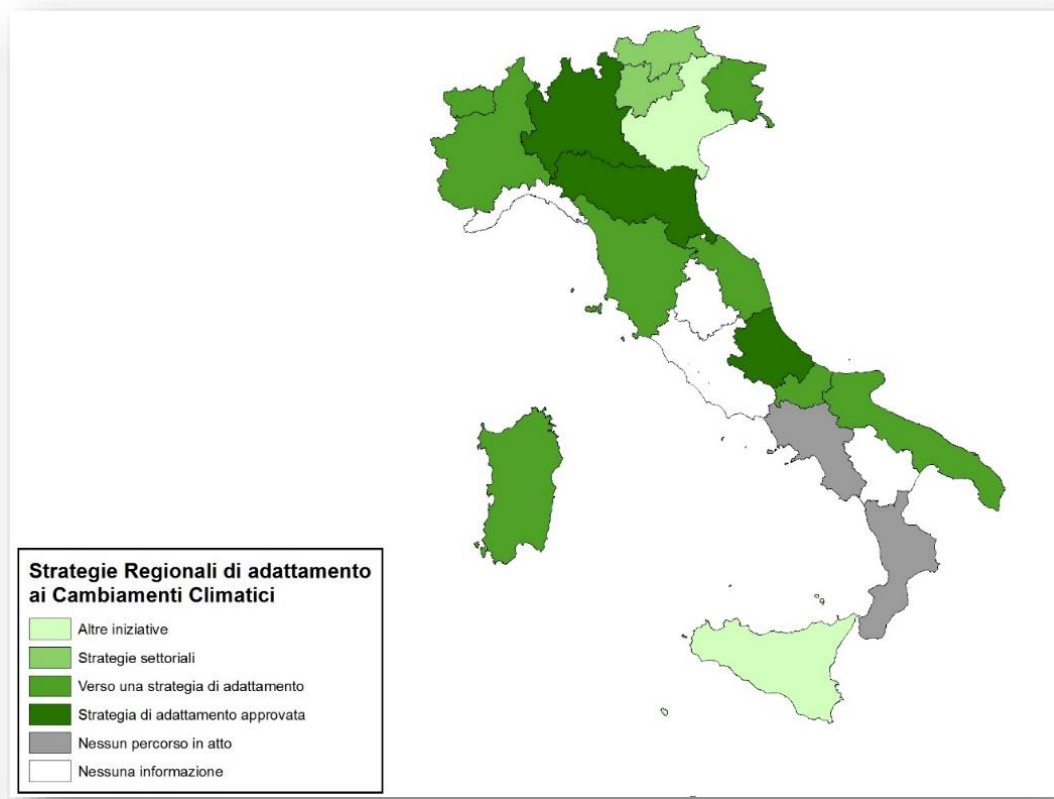 Strategie Regionali di adattamento
ai Cambiamenti Climatici
Altre iniziative
Strategie settoriali
Verso una strategia di adattamento
Strategia di adattamento approvata
Nessun percorso in atto
Nessuna informazione